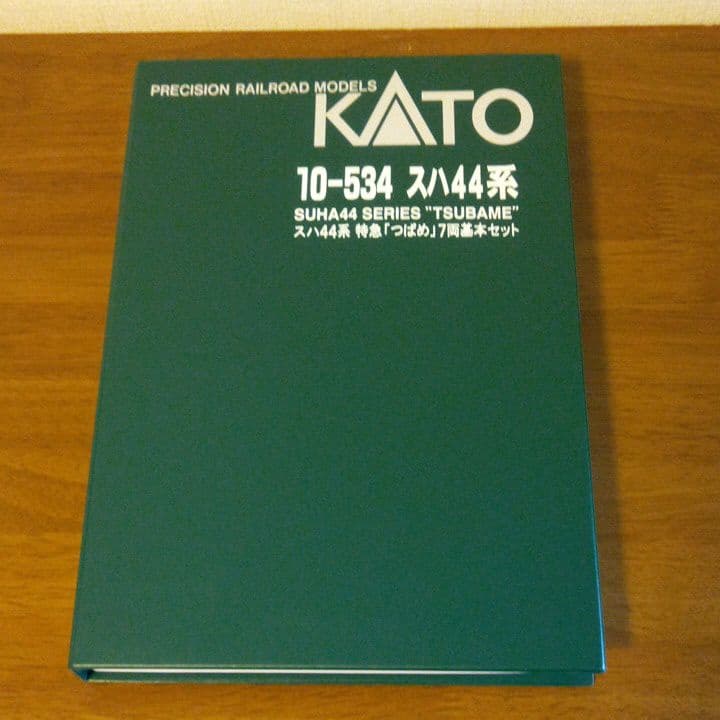 PRECISION RAILROAD MODELS
KATO
10-534 スハ44系
SUHA44 SERIES "TSUBAME"
スハ44系 特急「つばめ」7両基本セット